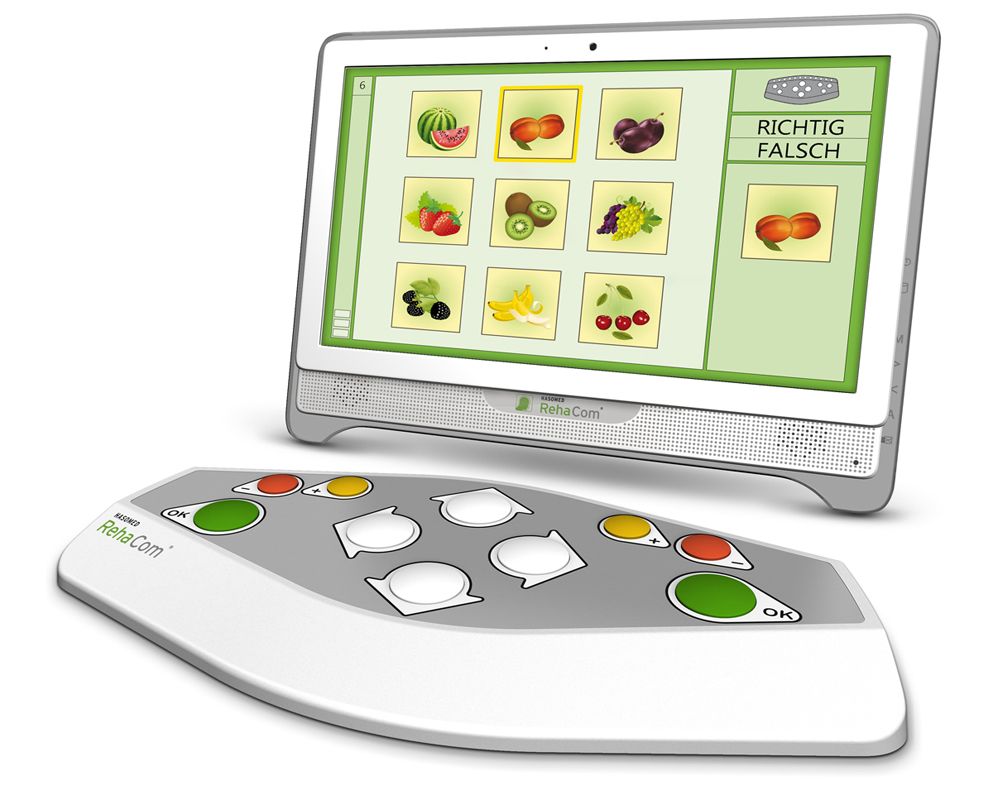 6
RICHTIG
FALSCH
HASOMED
RehaCom®
- +
OK
HASOMED
RehaCom®
+ -
OK